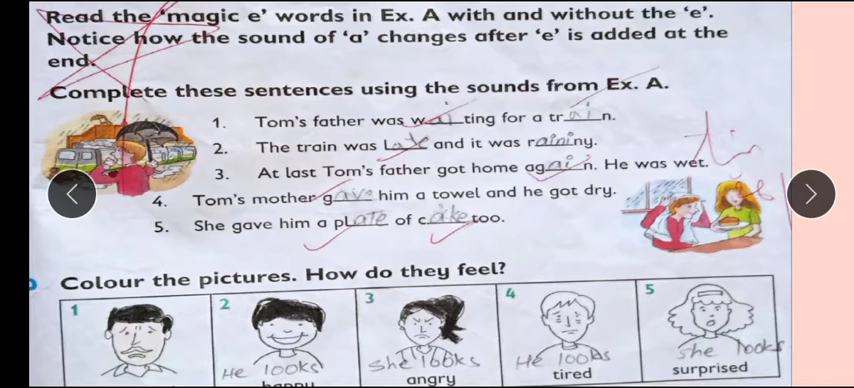 Read the 'magic e' words in Ex. A with and without the 'e'.
Notice how the sound of 'a' changes after 'e' is added at the
end.
Complete these sentences using the sounds from Ex. A.
1. Tom's father was waiting for a train.
2. The train was Late and it was raininy.
3. At last Tom's father got home again. He was wet.
4. Tom's mother gave him a towel and he got dry.
5. She gave him a pLate of cake too.
Colour the pictures. How do they feel?
1 2 3 4 5
He looks She looks He looks She looks
happy angry tired surprised